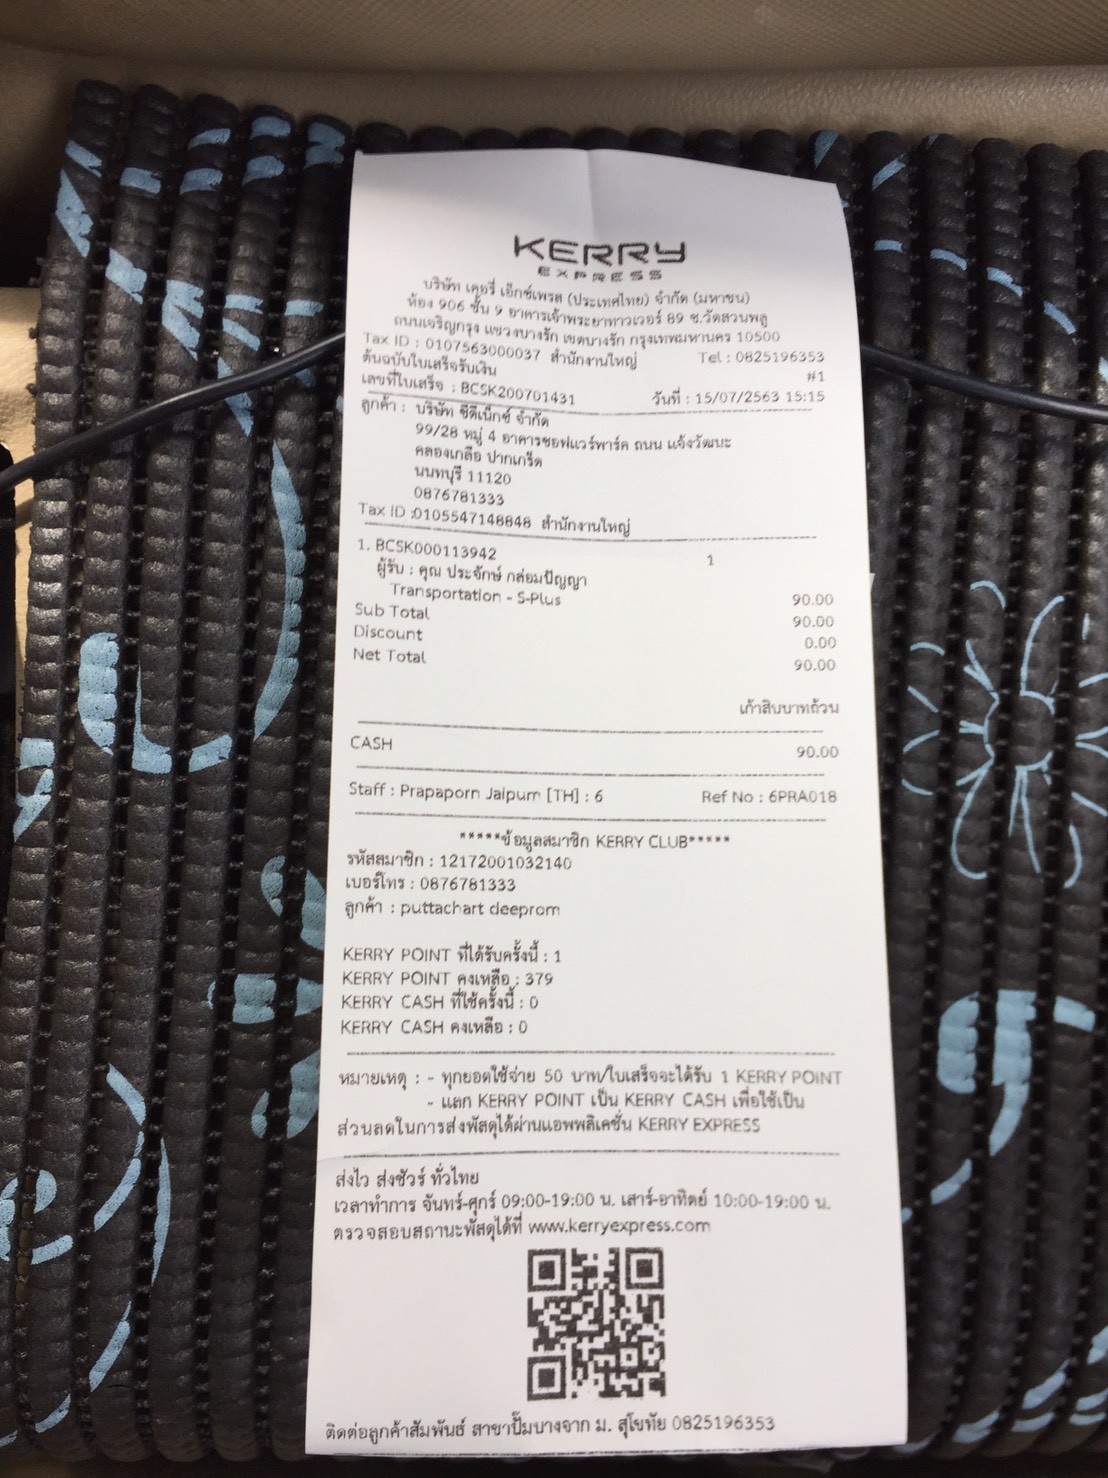 KERRY
EXPRESS
บริษัท เคอรี่ เอ็กซ์เพรส (ประเทศไทย) จำกัด (มหาชน)
ห้อง 906 ชั้น 9 อาคารเจ้าพระยาทาวเวอร์ 89 ซ.วัดสวนพลู
ถนนเจริญกรุง แขวงบางรัก เขตบางรัก กรุงเทพมหานคร 10500
Tax ID : 0107563000037 สำนักงานใหญ่ Tel : 0825196353
ต้นฉบับใบเสร็จรับเงิน #1
เลขที่ใบเสร็จ : BCSK200701431 วันที่ : 15/07/2563 15:15
ลูกค้า : บริษัท ซีดีเน็กซ์ จำกัด
99/28 หมู่ 4 อาคารซอฟแวร์พาร์ค ถนน แจ้งวัฒนะ
คลองเกลือ ปากเกร็ด
นนทบุรี 11120
0876781333
Tax ID :0105547148848 สำนักงานใหญ่
1. BCSK000113942 1
ผู้รับ : คุณ ประจักษ์ กล่อมปัญญา
Transportation - S-Plus 90.00
Sub Total 90.00
Discount 0.00
Net Total 90.00
เก้าสิบบาทถ้วน
CASH 90.00
Staff : Prapaporn Jaipum [TH] : 6 Ref No : 6PRA018
*****ข้อมูลสมาชิก KERRY CLUB*****
รหัสสมาชิก : 12172001032140
เบอร์โทร : 0876781333
ลูกค้า : puttachart deeprom
KERRY POINT ที่ได้รับครั้งนี้ : 1
KERRY POINT คงเหลือ : 379
KERRY CASH ที่ใช้ครั้งนี้ : 0
KERRY CASH คงเหลือ : 0
หมายเหตุ : - ทุกยอดใช้จ่าย 50 บาท/ใบเสร็จจะได้รับ 1 KERRY POINT
- แลก KERRY POINT เป็น KERRY CASH เพื่อใช้เป็น
ส่วนลดในการส่งพัสดุได้ผ่านแอพพลิเคชั่น KERRY EXPRESS
ส่งไว ส่งชัวร์ ทั่วไทย
เวลาทำการ จันทร์-ศุกร์ 09:00-19:00 น. เสาร์-อาทิตย์ 10:00-19:00 น.
ตรวจสอบสถานะพัสดุได้ที่ www.kerryexpress.com
ติดต่อลูกค้าสัมพันธ์ สาขาปั๊มบางจาก ม. สุโขทัย 0825196353